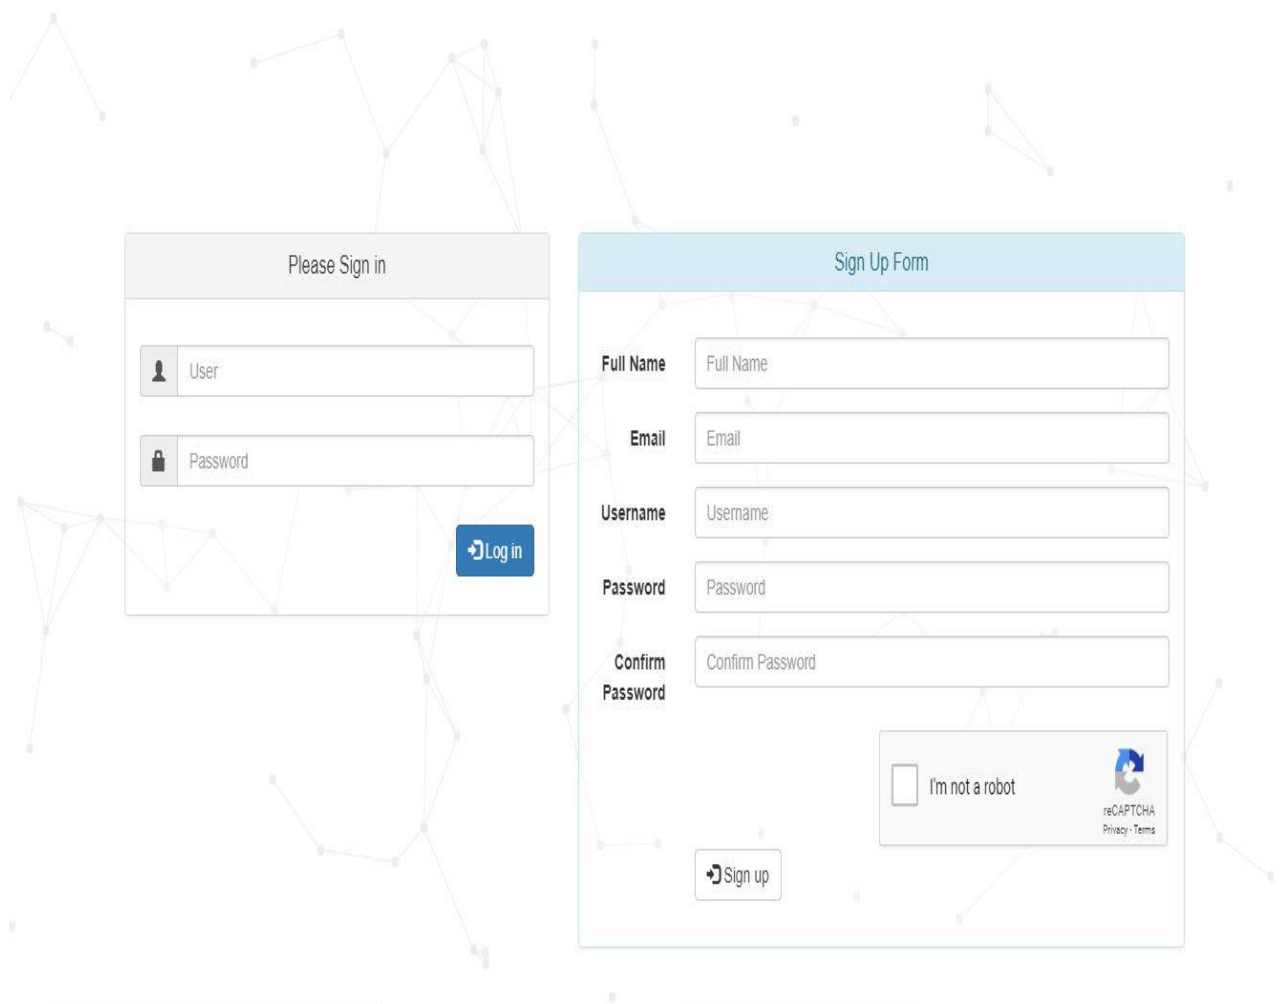 Please Sign in
User
Password
Log in
Sign Up Form
Full Name
Full Name
Email
Email
Username
Username
Password
Password
Confirm
Password
Confirm Password
I'm not a robot
reCAPTCHA
Privacy - Terms
Sign up